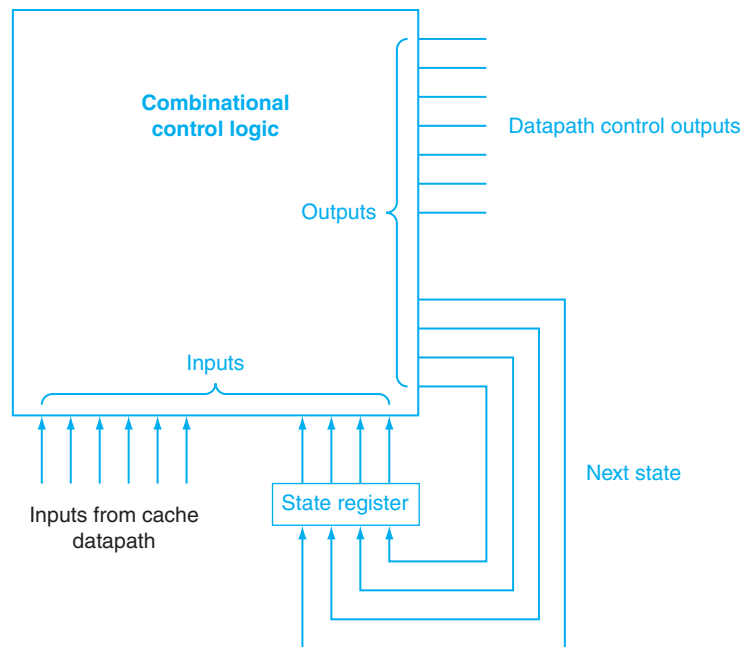 Combinational
control logic
Datapath control outputs
Outputs
Inputs
Next state
State register
Inputs from cache
datapath